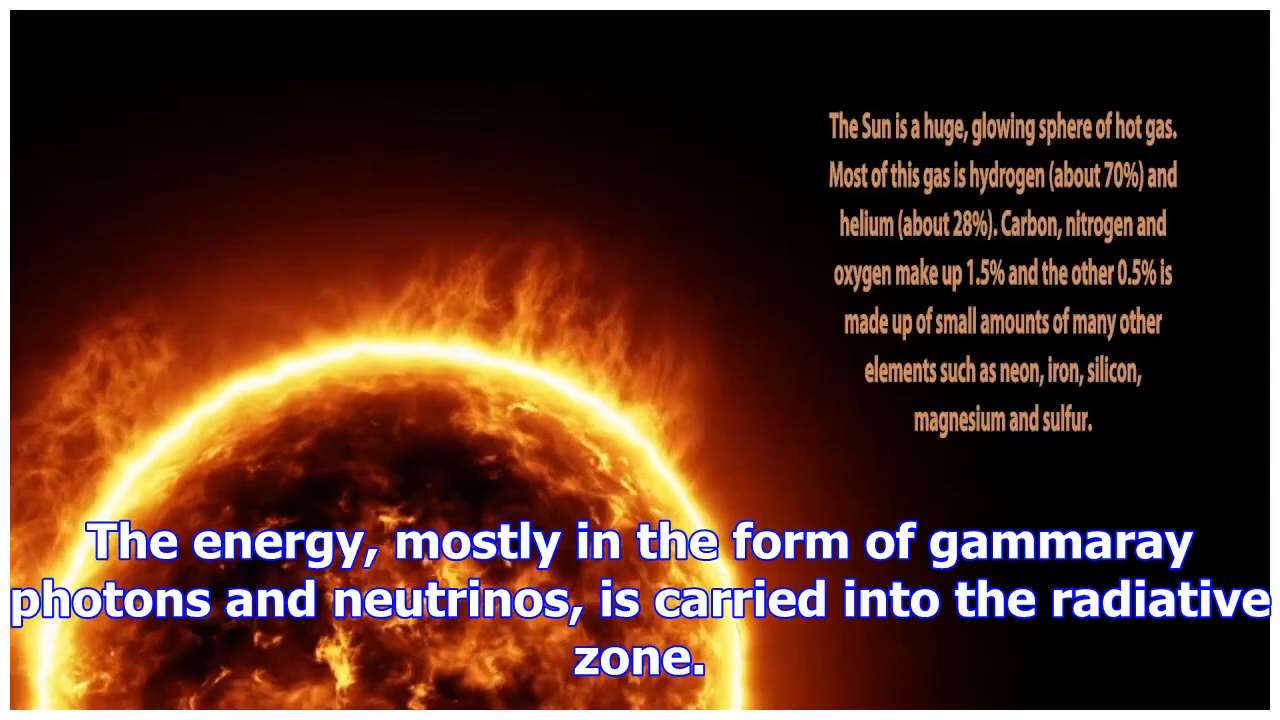 The Sun is a huge, glowing sphere of hot gas.
Most of this gas is hydrogen (about 70%) and
helium (about 28%). Carbon, nitrogen and
oxygen make up 1.5% and the other 0.5% is
made up of small amounts of many other
elements such as neon, iron, silicon,
magnesium and sulfur.
The energy, mostly in the form of gammaray
photons and neutrinos, is carried into the radiative
zone.